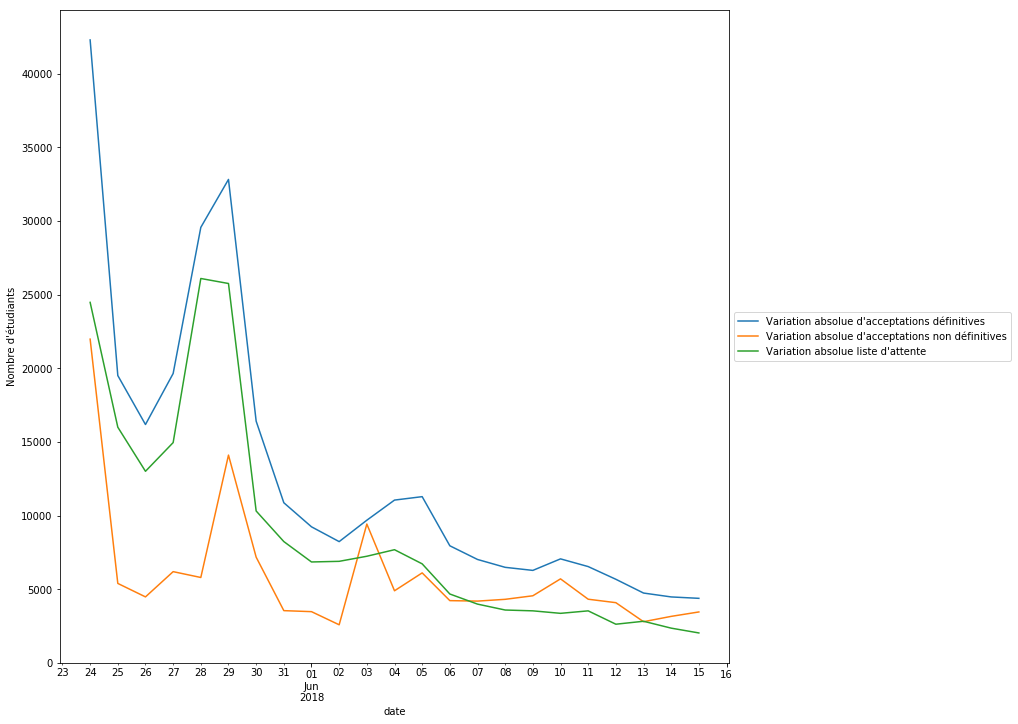 40000
35000
30000
25000
20000
15000
10000
5000
0
Nombre d'étudiants
23 24 25 26 27 28 29 30 31 01 02 03 04 05 06 07 08 09 10 11 12 13 14 15 16
Jun
2018
date
Variation absolue d'acceptations définitives
Variation absolue d'acceptations non définitives
Variation absolue liste d'attente